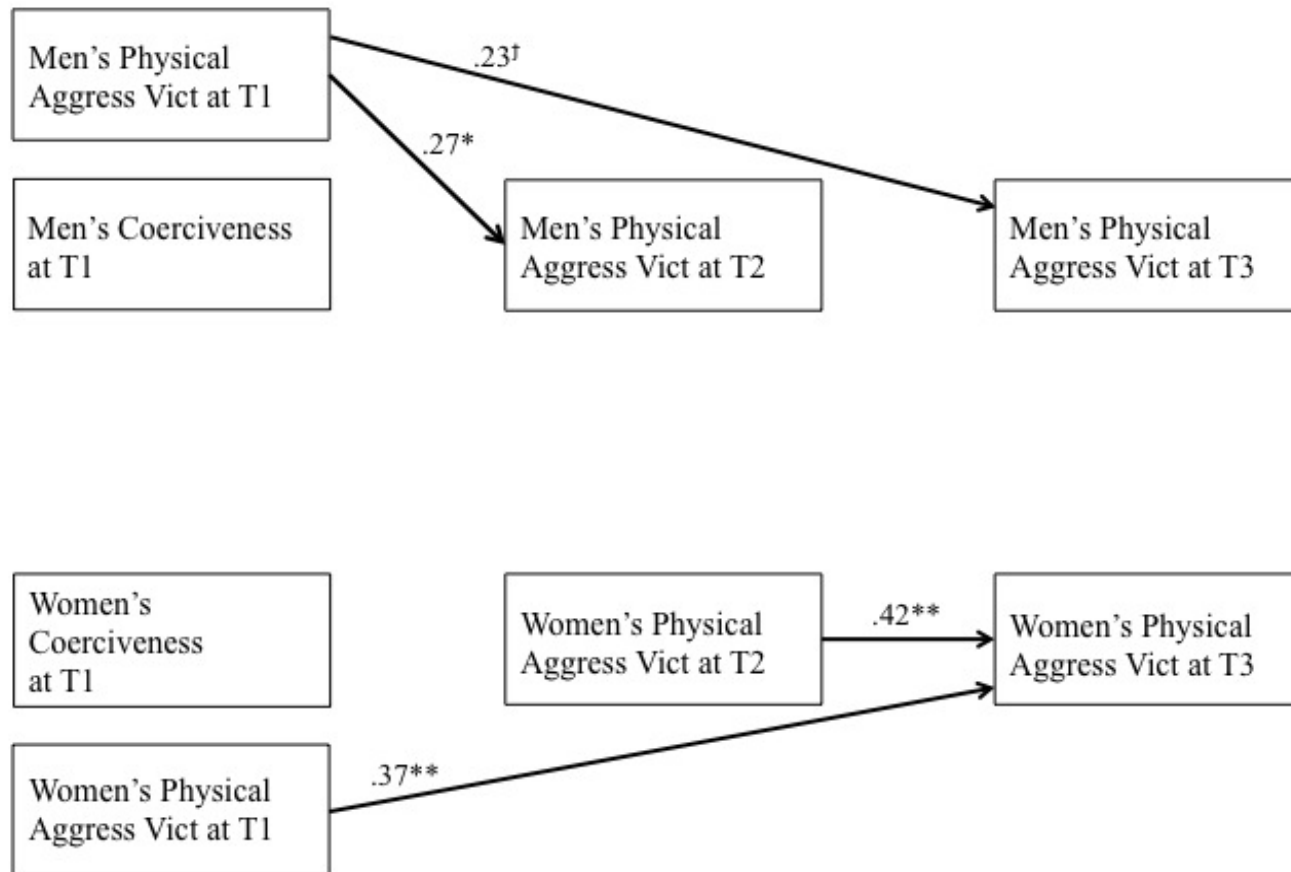 Men’s Physical
Aggress Vict at T1
.23†
.27*
Men’s Coerciveness
at T1
Men’s Physical
Aggress Vict at T2
Men’s Physical
Aggress Vict at T3
Women’s
Coerciveness
at T1
Women’s Physical
Aggress Vict at T2
.42**
Women’s Physical
Aggress Vict at T3
.37**
Women’s Physical
Aggress Vict at T1